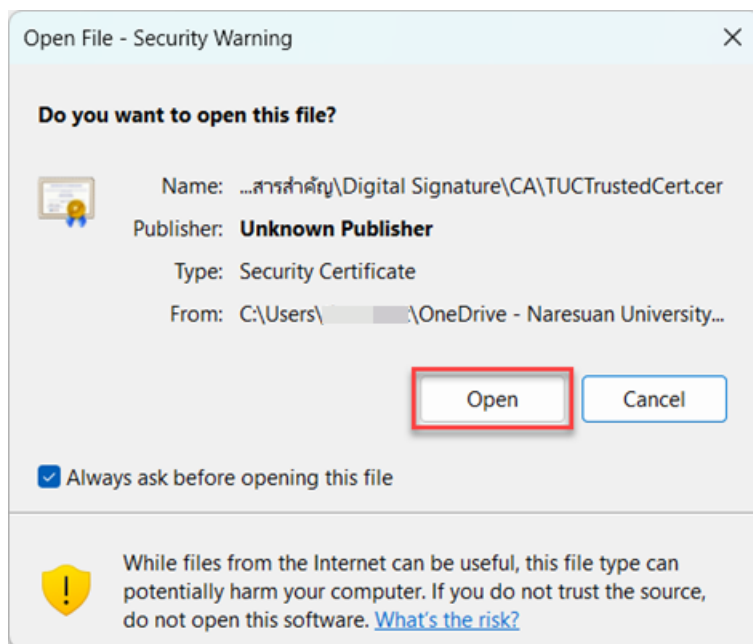 Open File - Security Warning
Do you want to open this file?
Name: ...สารสำคัญ\Digital Signature\CA\TUCTrustedCert.cer
Publisher: Unknown Publisher
Type: Security Certificate
From: C:\Users\ :\OneDrive - Naresuan University...
Open Cancel
Always ask before opening this file
While files from the Internet can be useful, this file type can
potentially harm your computer. If you do not trust the source,
do not open this software. What's the risk?